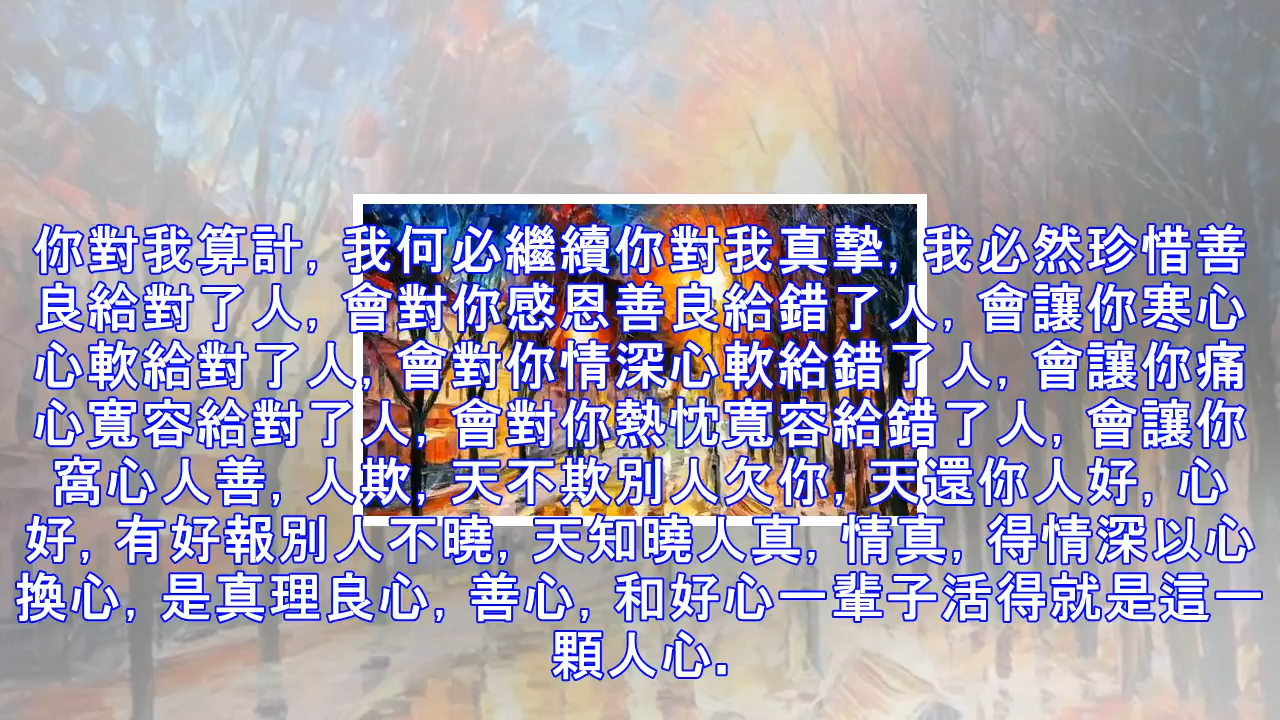 你對我算計, 我何必繼續你對我真摯, 我必然珍惜善
良給對了人, 會對你感恩善良給錯了人, 會讓你寒心
心軟給對了人, 會對你情深心軟給錯了人, 會讓你痛
心寬容給對了人, 會對你熱忱寬容給錯了人, 會讓你
窩心人善, 人欺, 天不欺別人欠你, 天還你人好, 心
好, 有好報別人不曉, 天知曉人真, 情真, 得情深以心
換心, 是真理良心, 善心, 和好心一輩子活得就是這一
顆人心.